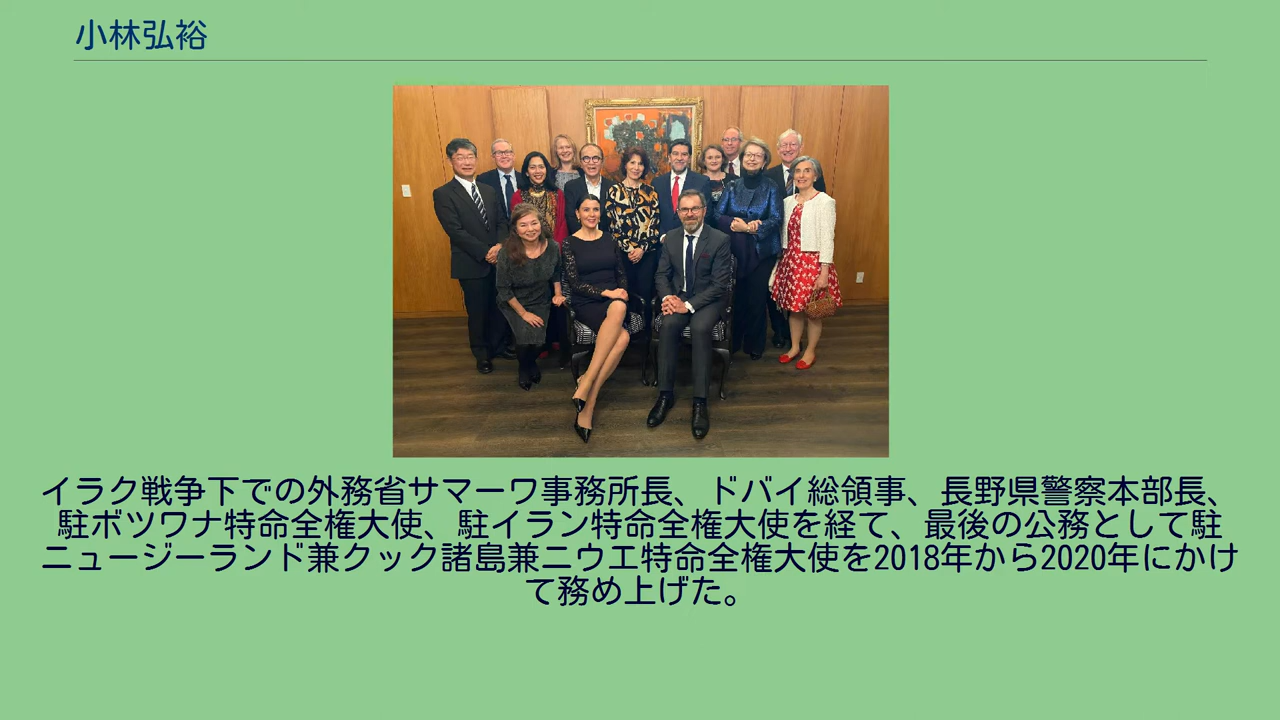 小林弘裕
イラク戦争下での外務省サマーワ事務所長、ドバイ総領事、長野県警察本部長、
駐ボツワナ特命全権大使、駐イラン特命全権大使を経て、最後の公務として駐
ニュージーランド兼クック諸島兼ニウエ特命全権大使を2018年から2020年にかけ
て務め上げた。